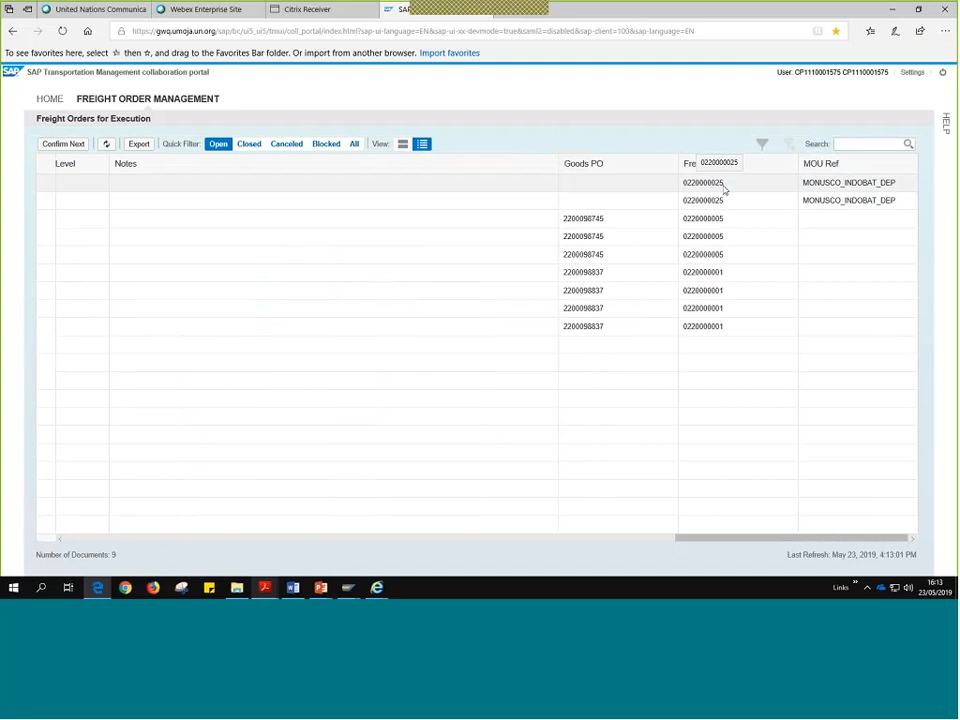 United Nations Communica
Webex Enterprise Site
Citrix Receiver
SAP
https://gwq.umoja.un.org/sap/bc/ui5_ui5/tmui/coll_portal/index.html?sap-ui-language=EN&sap-ui-xx-devmode=true&saml2=disabled&sap-client=100&sap-language=EN
To see favorites here, select ☆ then ☆, and drag to the Favorites Bar folder. Or import from another browser. Import favorites
SAP SAP Transportation Management collaboration portal User: CP1110001575 CP1110001575 Settings
HOME FREIGHT ORDER MANAGEMENT
Freight Orders for Execution
HELP
Confirm Next Export Quick Filter: Open Closed Canceled Blocked All View: Search:
Level Notes Goods PO Fre 0220000025 MOU Ref
0220000025 MONUSCO_INDOBAT_DEP
0220000025 MONUSCO_INDOBAT_DEP
2200098745 0220000005
2200098745 0220000005
2200098745 0220000005
2200098837 0220000001
2200098837 0220000001
2200098837 0220000001
2200098837 0220000001
Number of Documents: 9 Last Refresh: May 23, 2019, 4:13:01 PM
Links 16:13
23/05/2019